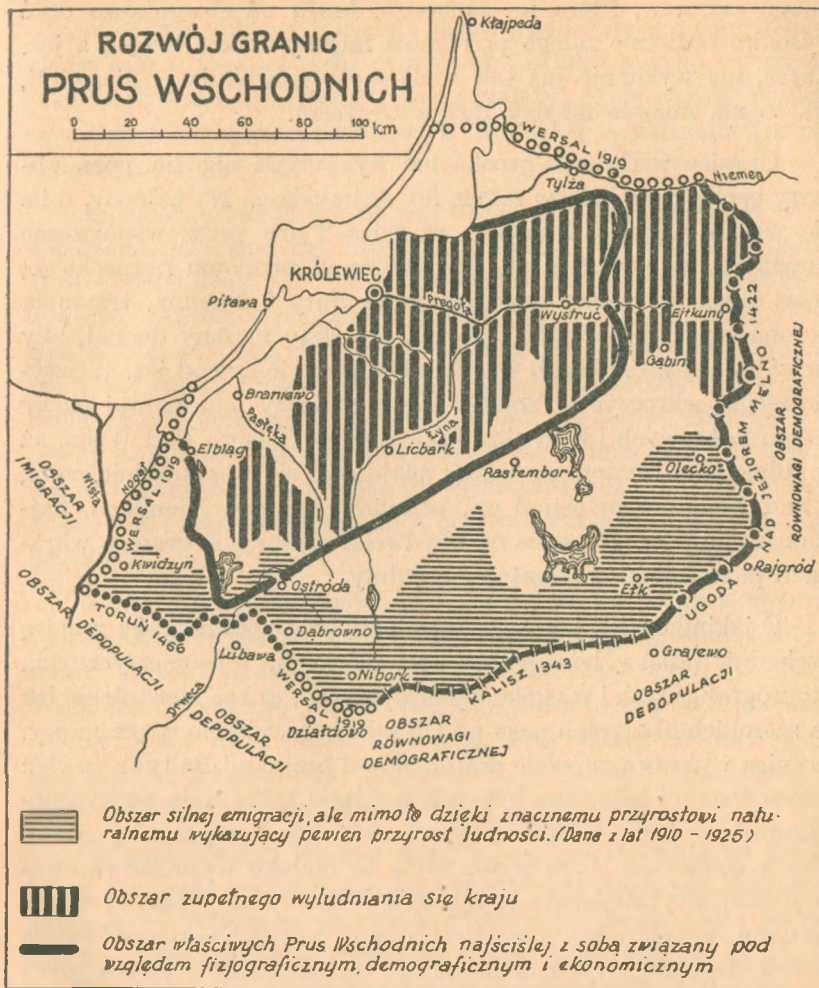 ROZWÓJ GRANIC
PRUS WSCHODNICH
0 20 40 60 80 100 km
Kłajpeda
WERSAL 1919
Tylża
Niemen
KRÓLEWIEC
Piława
Pregoła
Wystruć
Ejtkuny
Gąbin
Braniewo
Pasłęka
Licbark
Łyna
Elbląg
Rastembork
Olecko
NAD JEZIOREM MELNO 1422
OBSZAR
RÓWNOWAGI DEMOGRAFICZNEJ
OBSZAR
IMIGRACJI
Wisła
Nogat
WERSAL 1919
Kwidzyń
Ostróda
Ełk
Rajgród
UGODA
OBSZAR
DEPOPULACJI
TORUŃ 1466
Lubawa
Dąbrówno
Nibork
WERSAL
1919
KALISZ 1343
Grajewo
OBSZAR
DEPOPULACJI
Drwęca
OBSZAR
DEPOPULACJI
Działdowo
OBSZAR
RÓWNOWAGI
DEMOGRAFICZNEJ
Obszar silnej emigracji, ale mimo to dzięki znacznemu przyrostowi natu-
ralnemu wykazujący pewien przyrost ludności. (Dane z lat 1910 - 1925)
Obszar zupełnego wyludniania się kraju
Obszar właściwych Prus Wschodnich najściślej z sobą związany pod
względem fizjograficznym, demograficznym i ekonomicznym